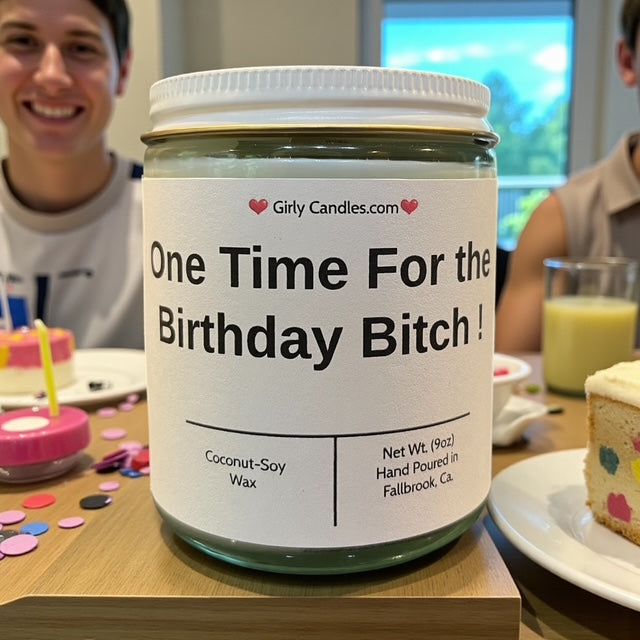 ❤ Girly Candles.com ❤
One Time For the
Birthday Bitch !
Coconut-Soy
Wax
Net Wt. (9oz)
Hand Poured in
Fallbrook, Ca.